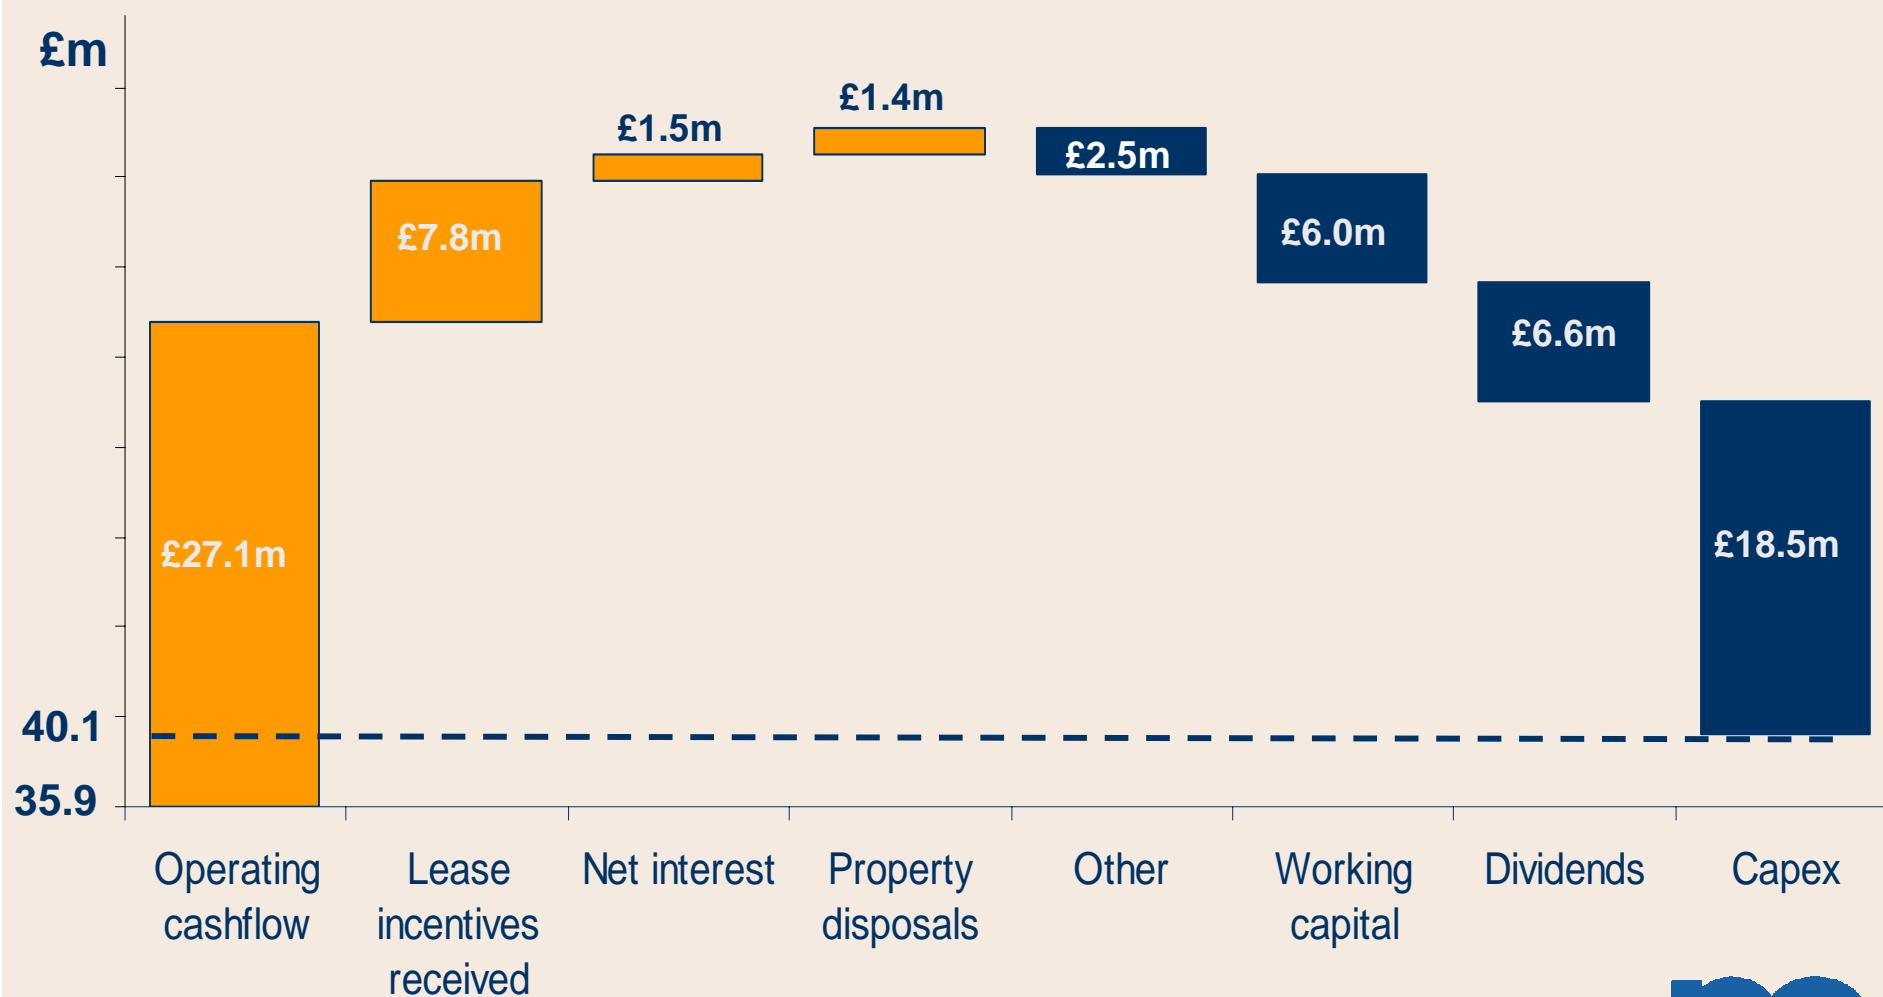 £m
£1.4m
£1.5m
£2.5m
£7.8m
£6.0m
£6.6m
£27.1m
£18.5m
40.1
35.9
Operating
cashflow
Lease
incentives
received
Net interest
Property
disposals
Other
Working
capital
Dividends
Capex